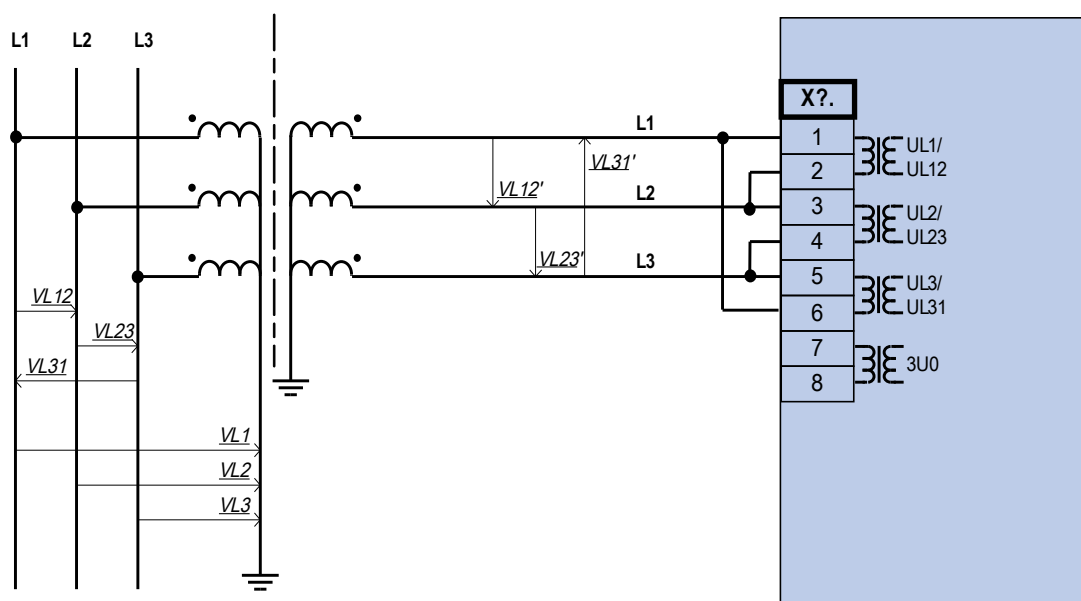 L1 L2 L3
X?.
L1
1
UL1/
VL31'
2
UL12
VL12'
L2
3
UL2/
4
UL23
VL23'
L3
5
UL3/
VL12
6
UL31
VL23
7
VL31
3U0
8
VL1
VL2
VL3